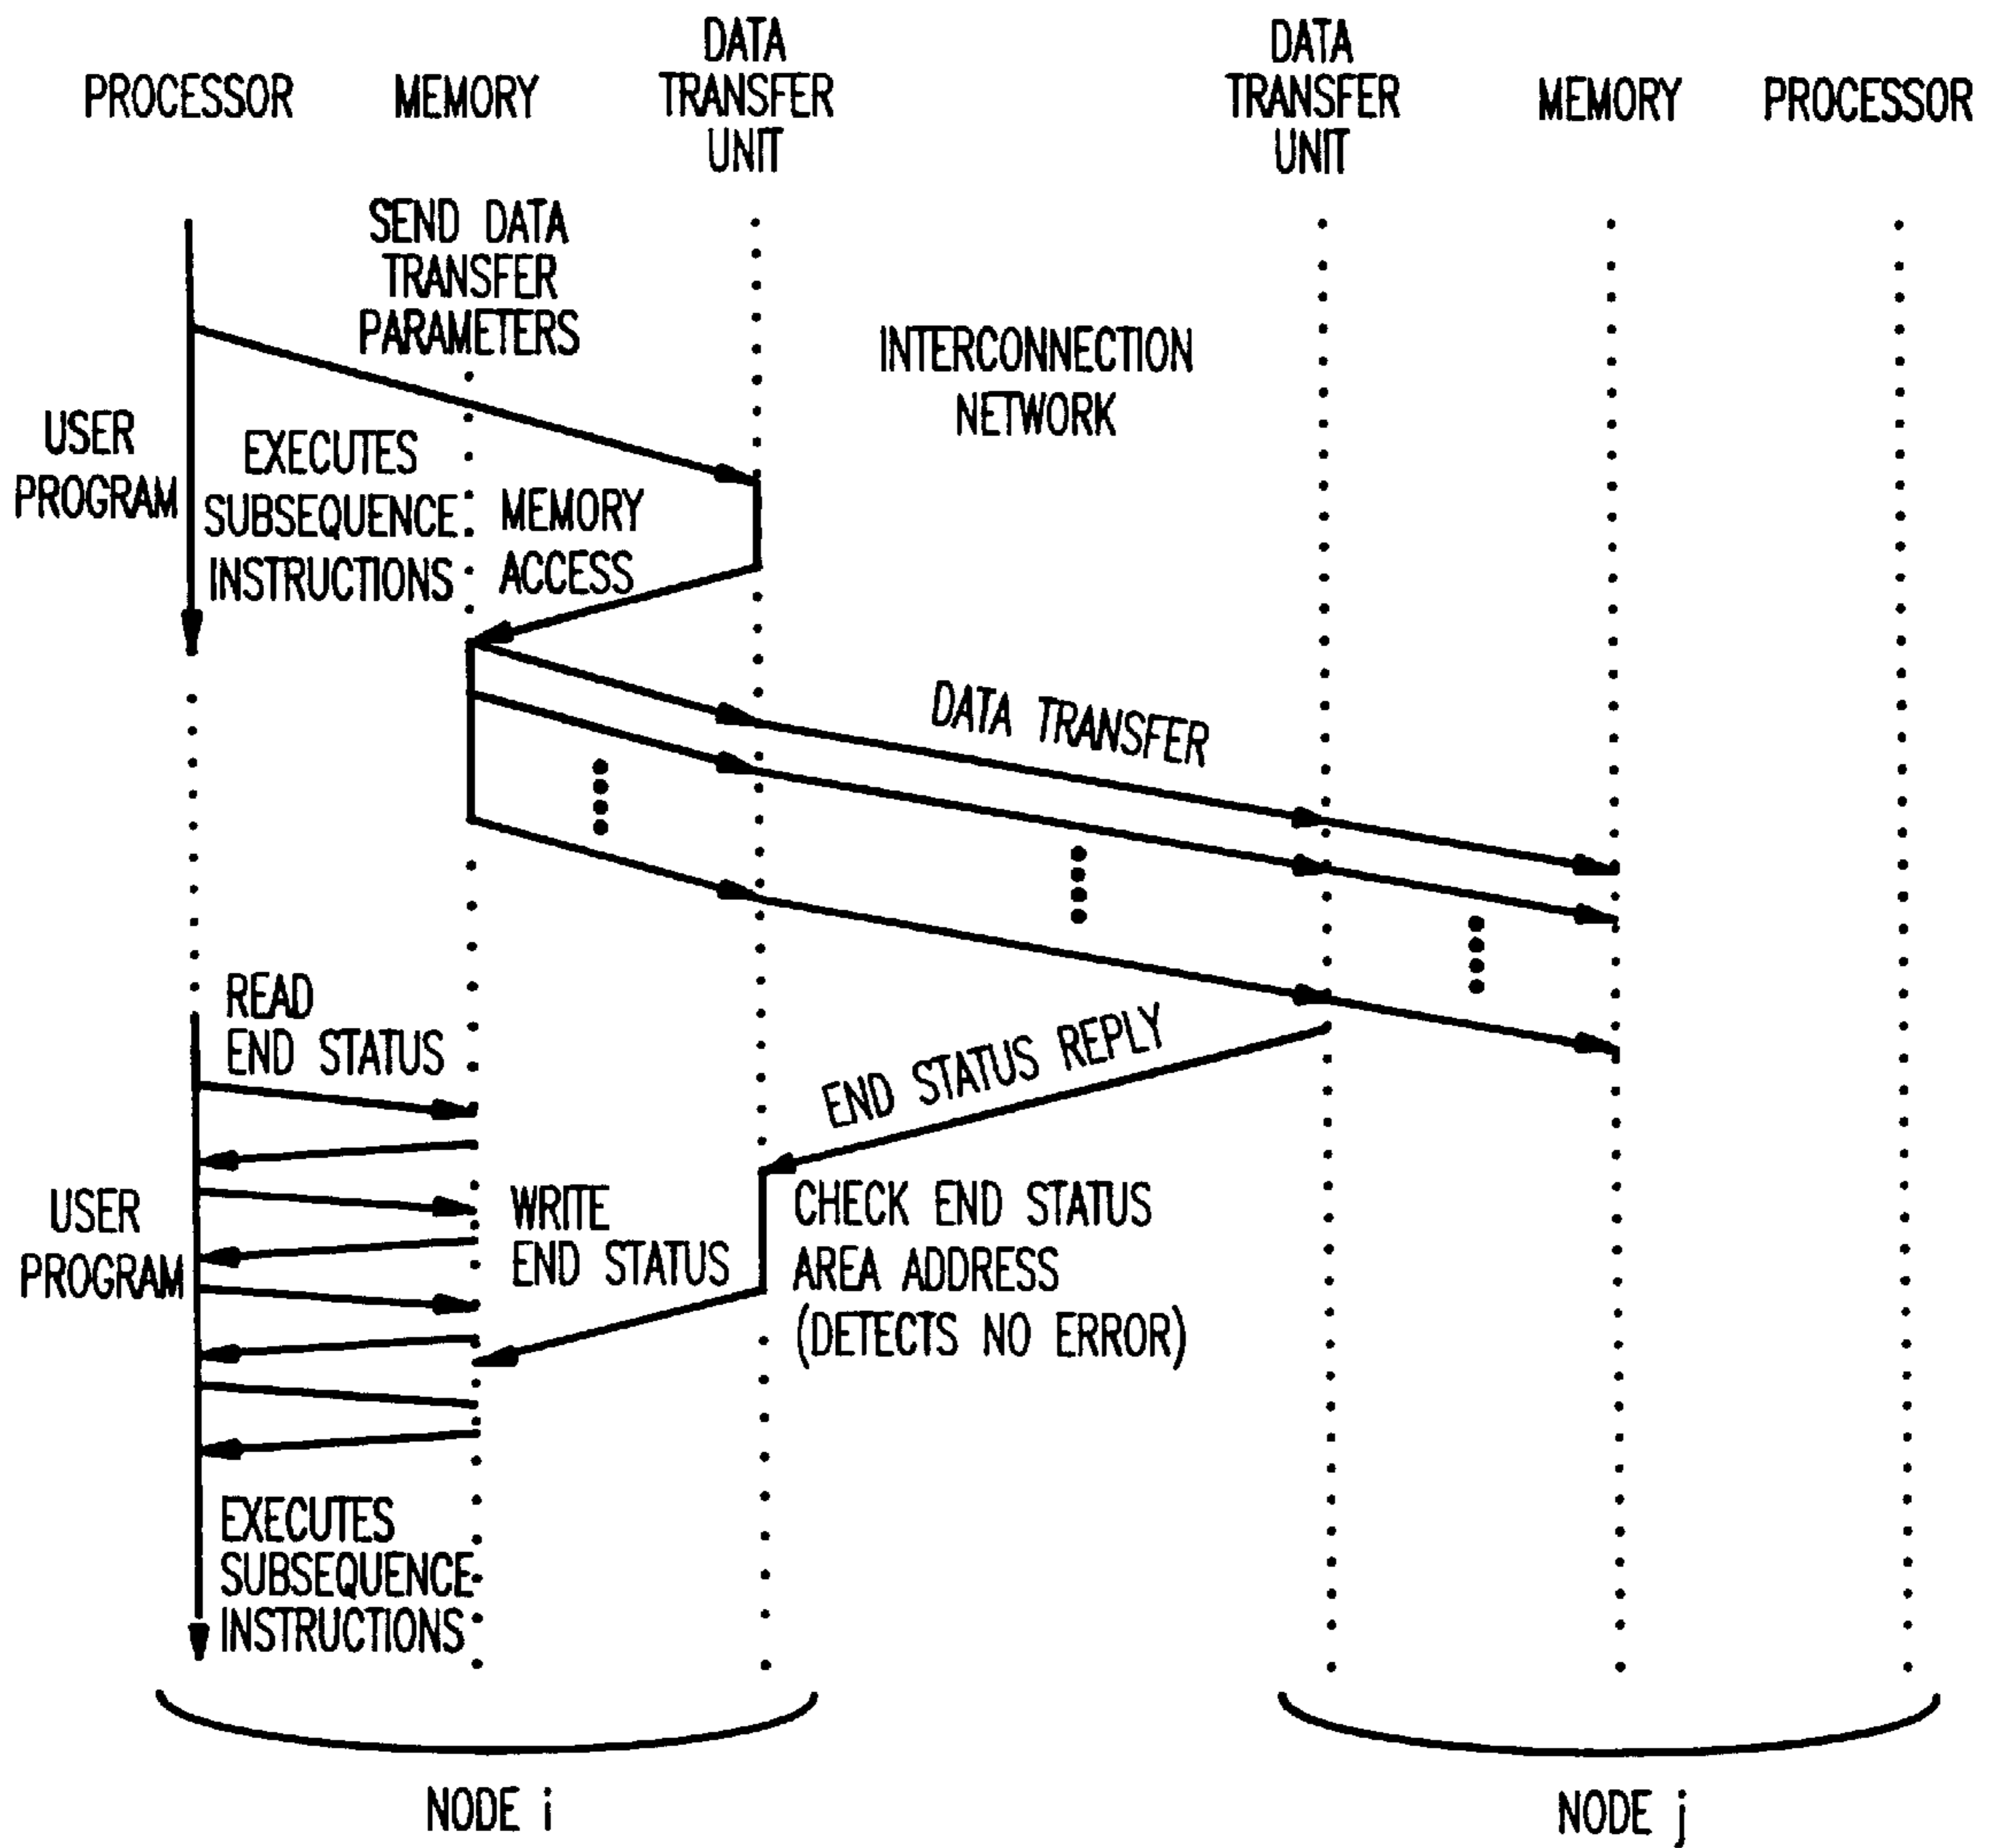 PROCESSOR
MEMORY
DATA
TRANSFER
UNIT
DATA
TRANSFER
UNIT
MEMORY
PROCESSOR
SEND DATA
TRANSFER
PARAMETERS
INTERCONNECTION
NETWORK
USER
PROGRAM
EXECUTES
SUBSEQUENCE
INSTRUCTIONS
MEMORY
ACCESS
DATA TRANSFER
READ
END STATUS
END STATUS REPLY
USER
PROGRAM
WRITE
END STATUS
CHECK END STATUS
AREA ADDRESS
(DETECTS NO ERROR)
EXECUTES
SUBSEQUENCE
INSTRUCTIONS
NODE i
NODE j